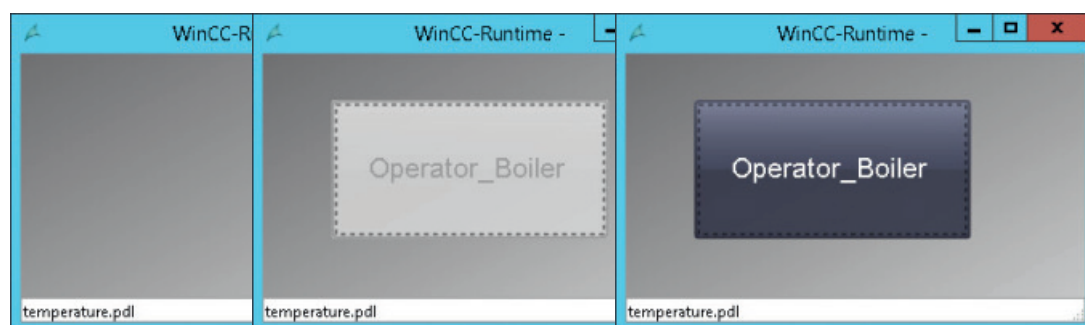 WinCC-R
temperature.pdl
WinCC-Runtime -
Operator_Boiler
temperature.pdl
WinCC-Runtime -
Operator_Boiler
temperature.pdl